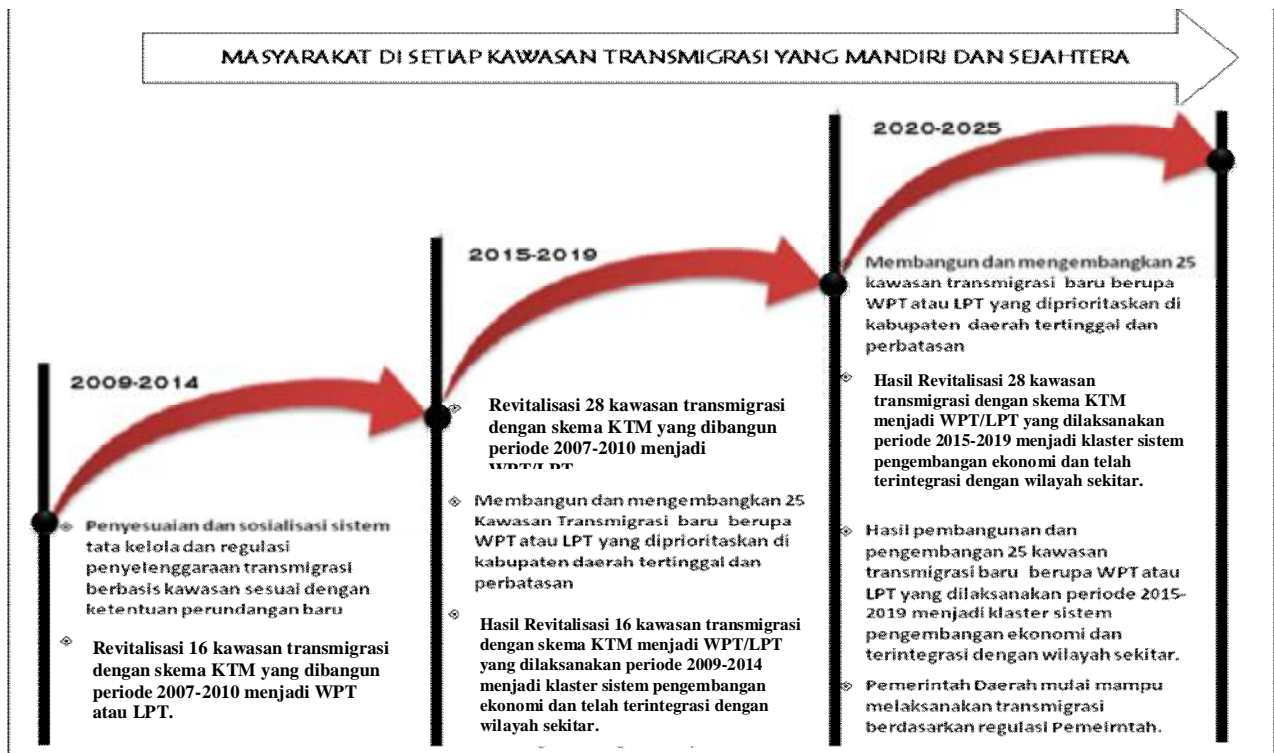 MASYARAKAT DI SETIAP KAWASAN TRANSMIGRASI YANG MANDIRI DAN SEJAHTERA
2009-2014
Penyesuaian dan sosialisasi sistem
tata kelola dan regulasi
penyelenggaraan transmigrasi
berbasis kawasan sesuai dengan
ketentuan perundangan baru
Revitalisasi 16 kawasan transmigrasi
dengan skema KTM yang dibangun
periode 2007-2010 menjadi WPT
atau LPT.
2015-2019
Revitalisasi 28 kawasan transmigrasi
dengan skema KTM yang dibangun
periode 2007-2010 menjadi
WPT/LPT
Membangun dan mengembangkan 25
Kawasan Transmigrasi baru berupa
WPT atau LPT yang diprioritaskan di
kabupaten daerah tertinggal dan
perbatasan
Hasil Revitalisasi 16 kawasan transmigrasi
dengan skema KTM menjadi WPT/LPT
yang dilaksanakan periode 2009-2014
menjadi klaster sistem pengembangan
ekonomi dan telah terintegrasi dengan
wilayah sekitar.
2020-2025
Membangun dan mengembangkan 25
kawasan transmigrasi baru berupa
WPT atau LPT yang diprioritaskan di
kabupaten daerah tertinggal dan
perbatasan
Hasil Revitalisasi 28 kawasan
transmigrasi dengan skema KTM
menjadi WPT/LPT yang dilaksanakan
periode 2015-2019 menjadi klaster sistem
pengembangan ekonomi dan telah
terintegrasi dengan wilayah sekitar.
Hasil pembangunan dan
pengembangan 25 kawasan
transmigrasi baru berupa WPT atau
LPT yang dilaksanakan periode 2015-
2019 menjadi klaster sistem
pengembangan ekonomi dan
terintegrasi dengan wilayah sekitar.
Pemerintah Daerah mulai mampu
melaksanakan transmigrasi
berdasarkan regulasi Pemeirntah.